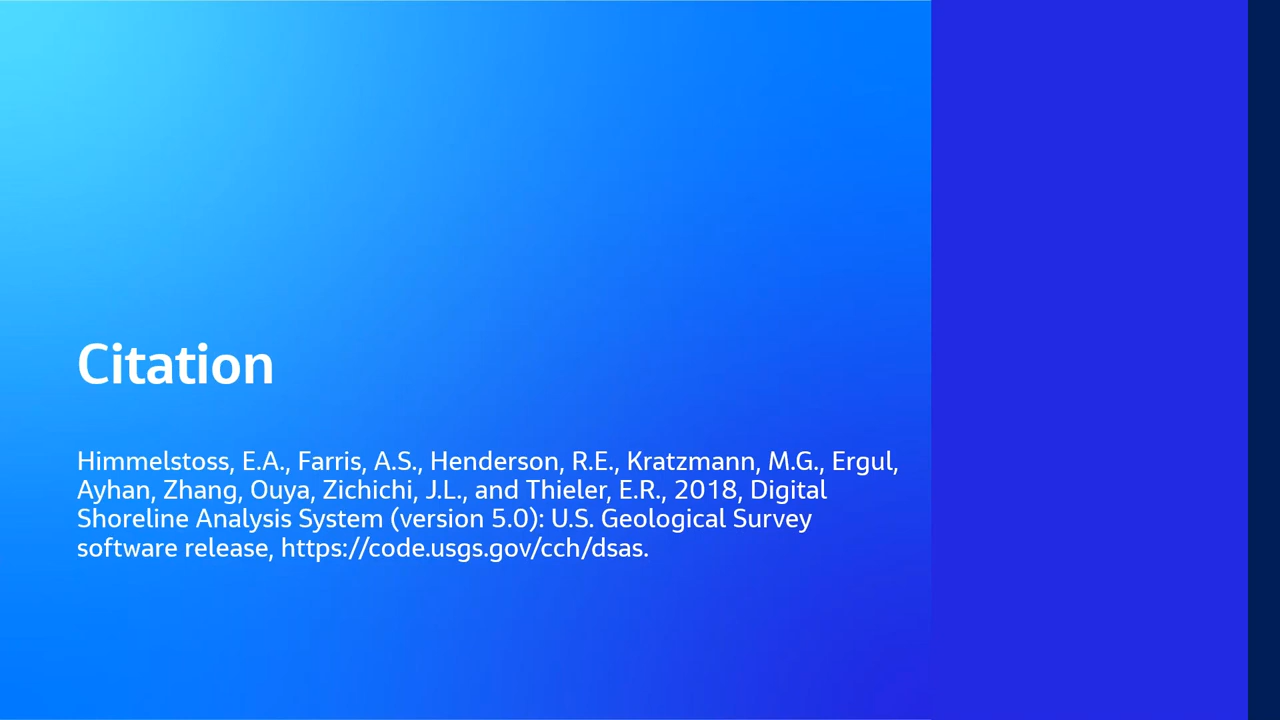 Citation
Himmelstoss, E.A., Farris, A.S., Henderson, R.E., Kratzmann, M.G., Ergul,
Ayhan, Zhang, Ouya, Zichichi, J.L., and Thieler, E.R., 2018, Digital
Shoreline Analysis System (version 5.0): U.S. Geological Survey
software release, https://code.usgs.gov/cch/dsas.